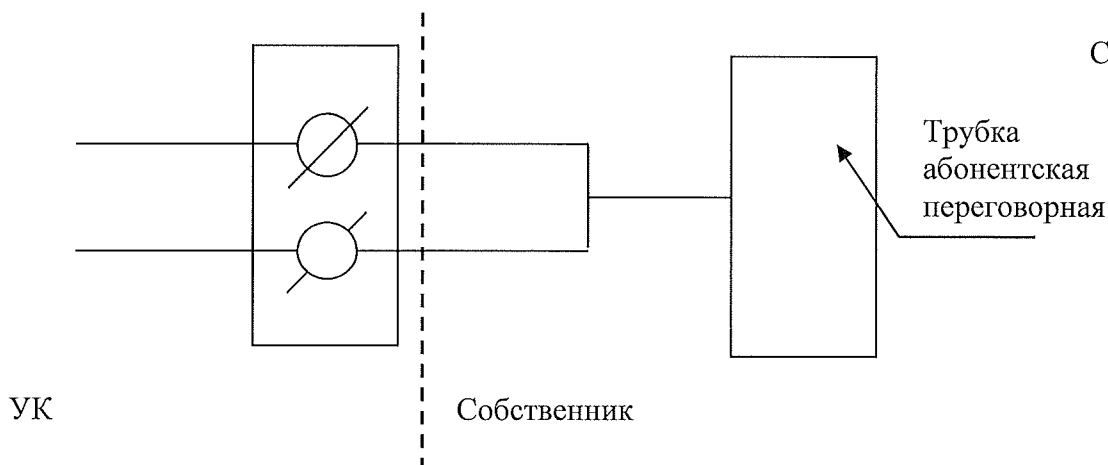 С
Трубка
абонентская
переговорная
УК
Собственник